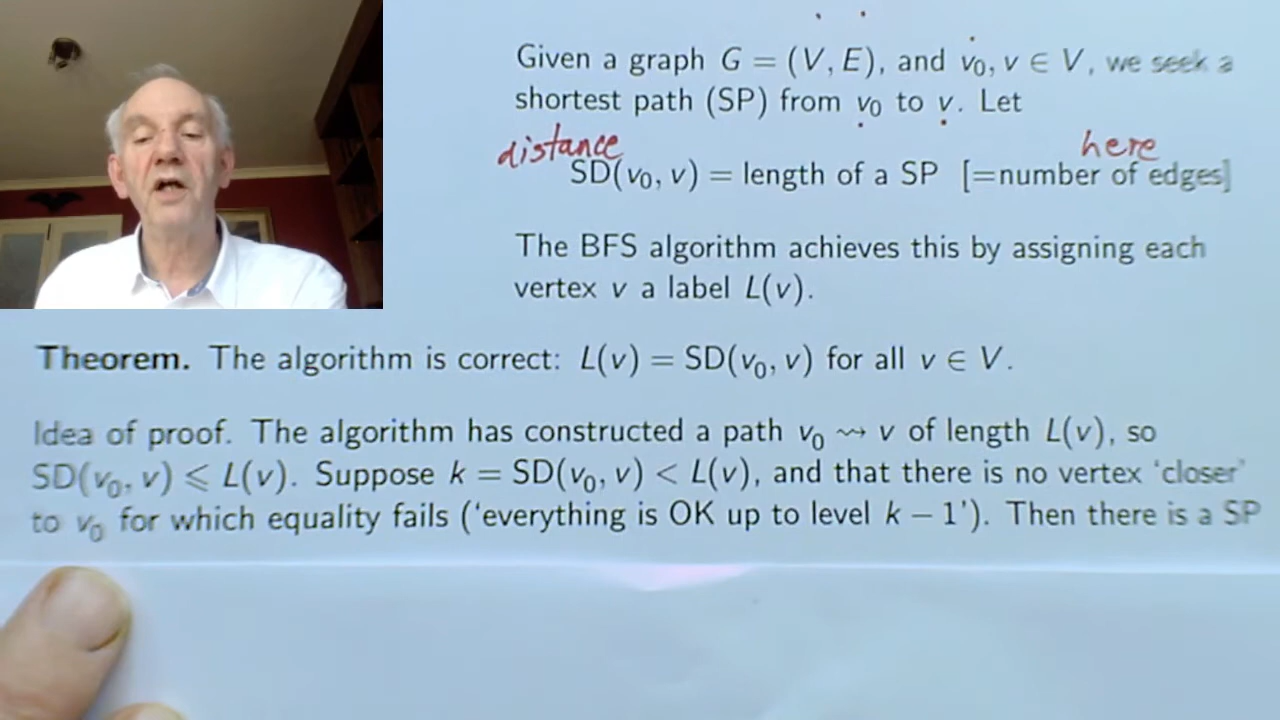 Given a graph G = (V, E), and v₀, v ∈ V, we seek a
shortest path (SP) from v₀ to v. Let
distance here
SD(v₀, v) = length of a SP [=number of edges]
The BFS algorithm achieves this by assigning each
vertex v a label L(v).
Theorem. The algorithm is correct: L(v) = SD(v₀, v) for all v ∈ V.
Idea of proof. The algorithm has constructed a path v₀ ⇝ v of length L(v), so
SD(v₀, v) ⩽ L(v). Suppose k = SD(v₀, v) < L(v), and that there is no vertex ‘closer’
to v₀ for which equality fails (‘everything is OK up to level k − 1’). Then there is a SP